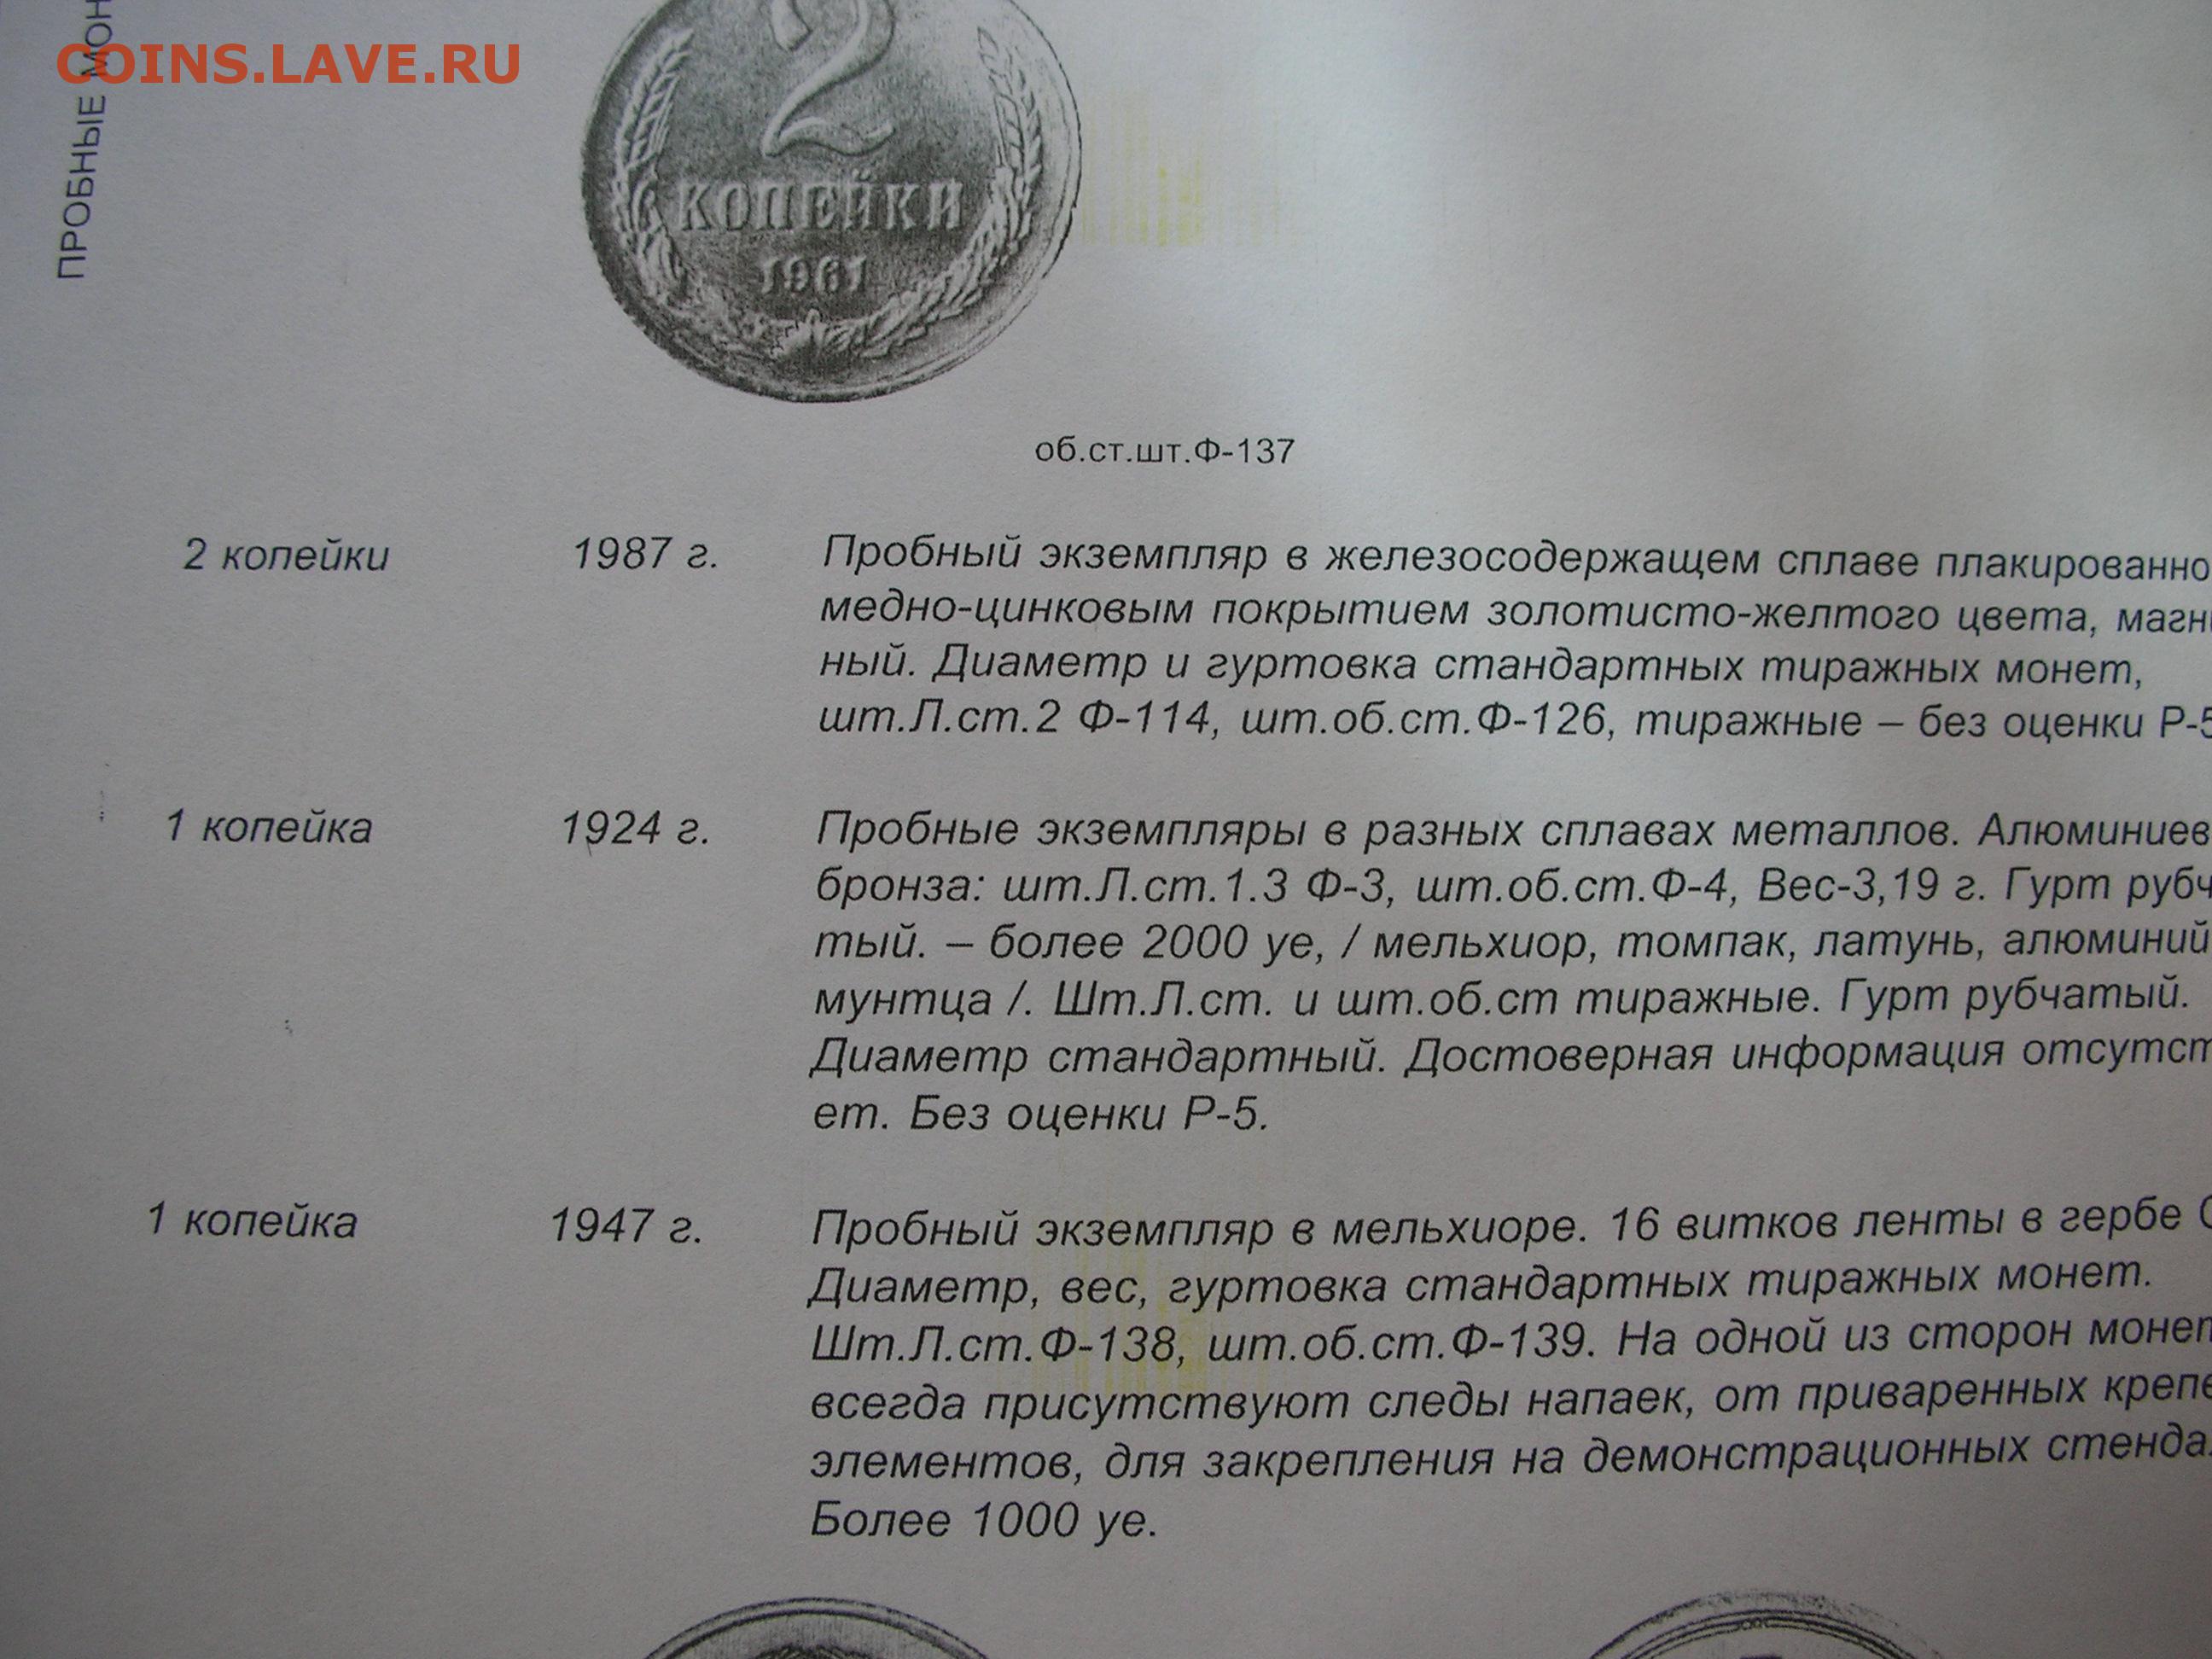 COINS.LAVE.RU
ПРОБНЫЕ
2
КОПЕЙКИ
1961
об.ст.шт.Ф-137
2 копейки 1987 г. Пробный экземпляр в железосодержащем сплаве плакированно
медно-цинковым покрытием золотисто-желтого цвета, магни
ный. Диаметр и гуртовка стандартных тиражных монет,
шт.Л.ст.2 Ф-114, шт.об.ст.Ф-126, тиражные – без оценки Р-5
1 копейка 1924 г. Пробные экземпляры в разных сплавах металлов. Алюминиев
бронза: шт.Л.ст.1.3 Ф-3, шт.об.ст.Ф-4, Вес-3,19 г. Гурт рубч
тый. – более 2000 уе, / мельхиор, томпак, латунь, алюминий
мунтца /. Шт.Л.ст. и шт.об.ст тиражные. Гурт рубчатый.
Диаметр стандартный. Достоверная информация отсутст
ет. Без оценки Р-5.
1 копейка 1947 г. Пробный экземпляр в мельхиоре. 16 витков ленты в гербе С
Диаметр, вес, гуртовка стандартных тиражных монет.
Шт.Л.ст.Ф-138, шт.об.ст.Ф-139. На одной из сторон монет
всегда присутствуют следы напаек, от приваренных крепе
элементов, для закрепления на демонстрационных стенда
Более 1000 уе.